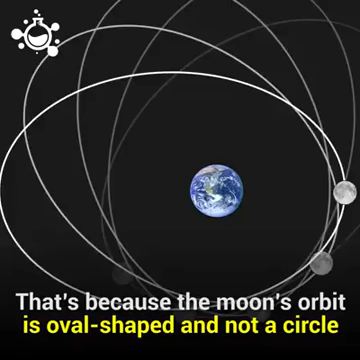 That's because the moon's orbit
is oval-shaped and not a circle